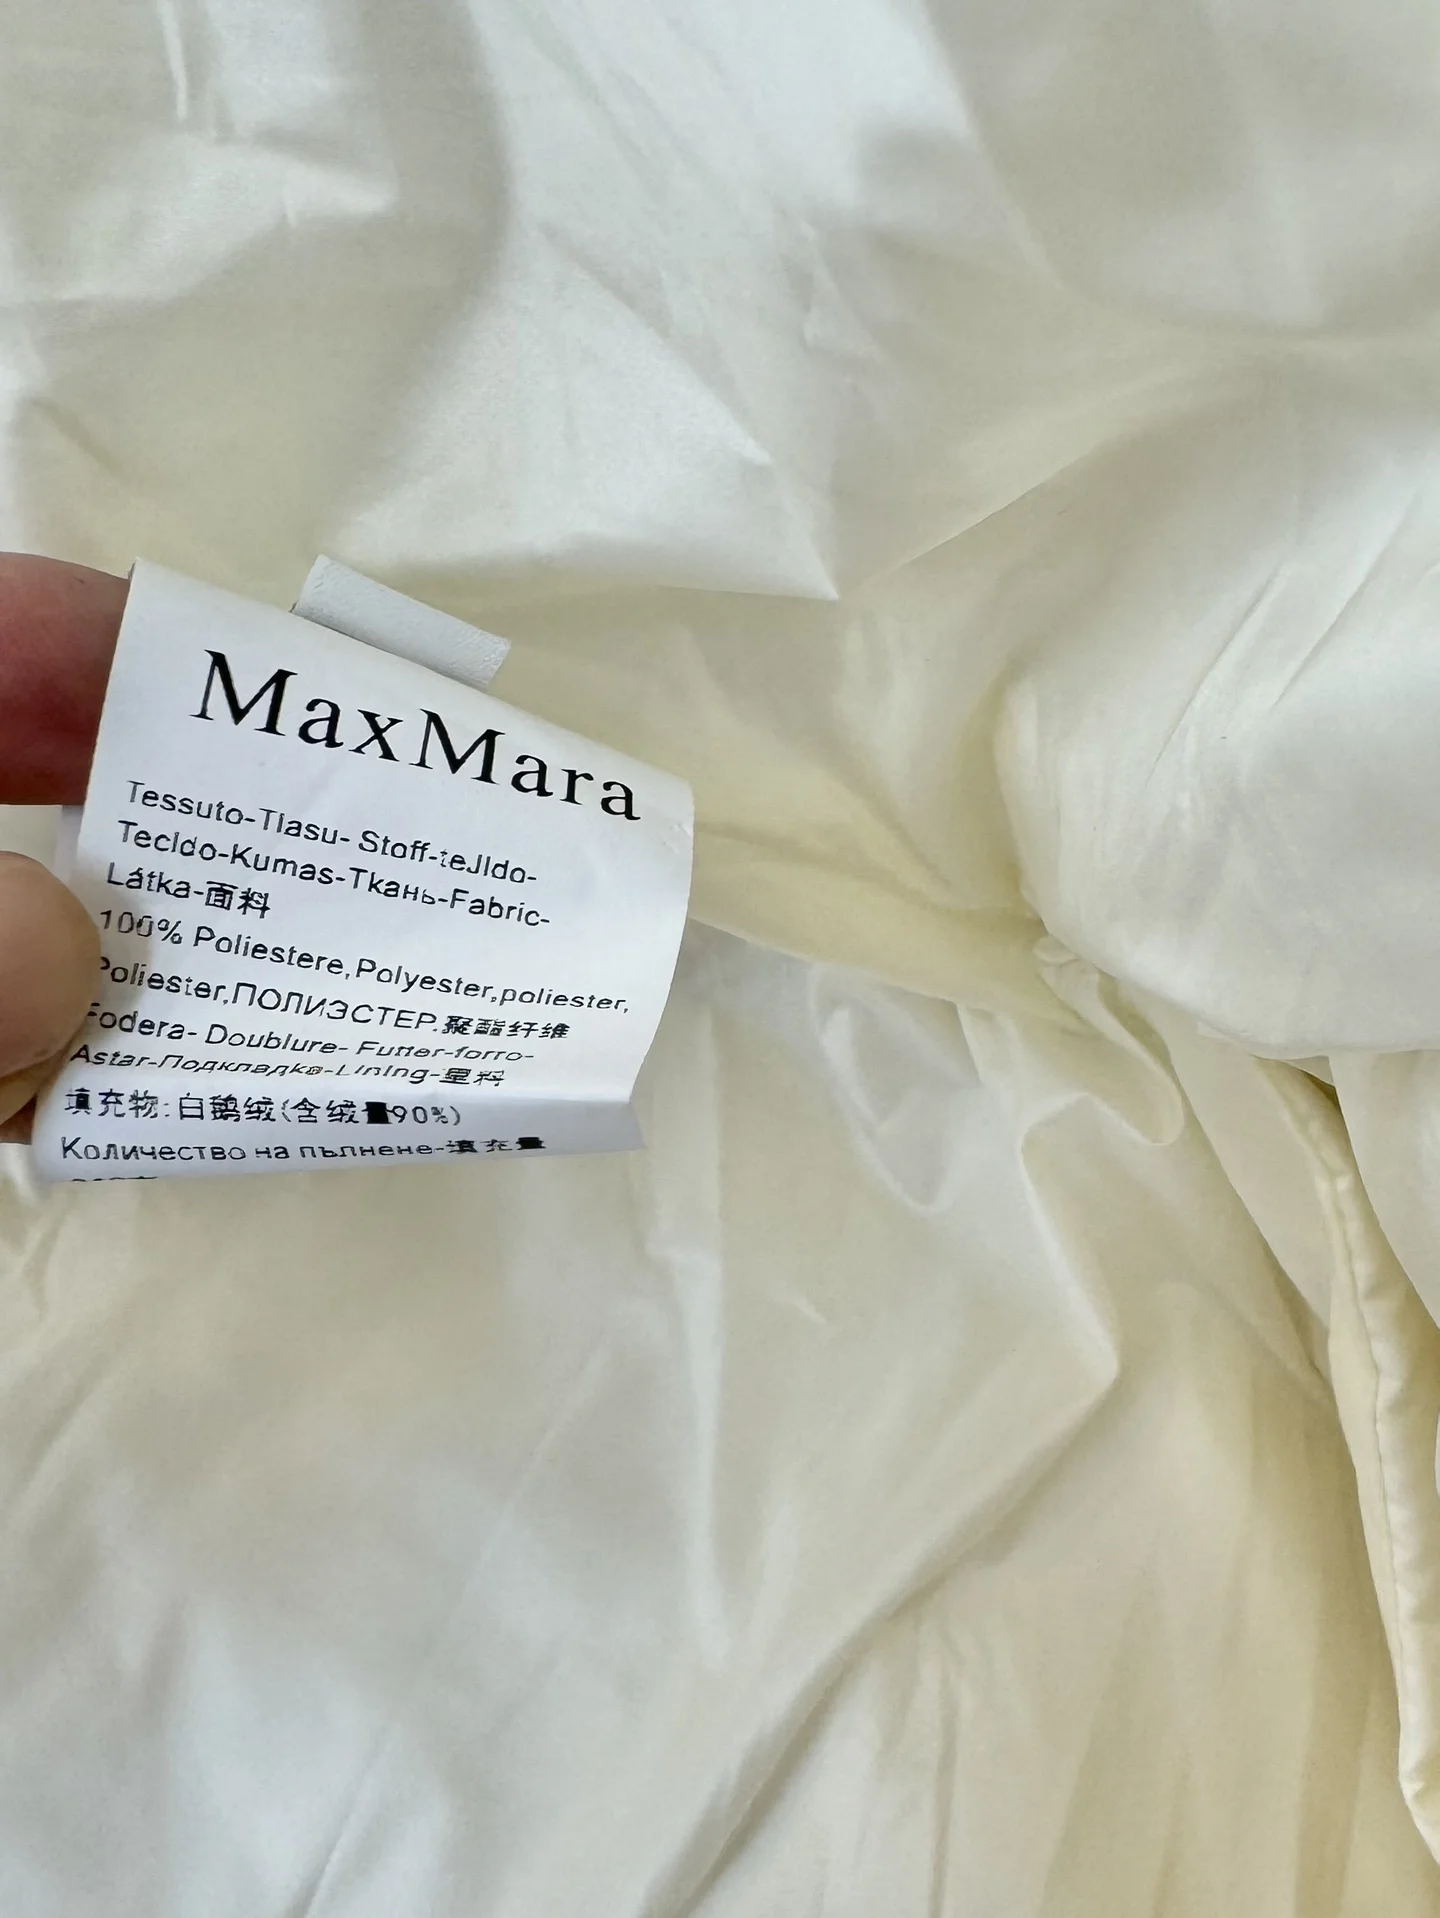 MaxMara
Tessuto-TIasu- Stoff-teJIdo-
TecIdo-Kumas-Ткань-Fabric-
Látka-面料
100% Poliestere,Polyester,poliester,
Poliester,ПОЛИЭСТЕР.聚酯纤维
Fodera- Doublure- Futter-forro-
Astar-Подкладка-Lining-里料
填充物:白鹅绒(含绒量90%)
Количество на пълнене-填充量